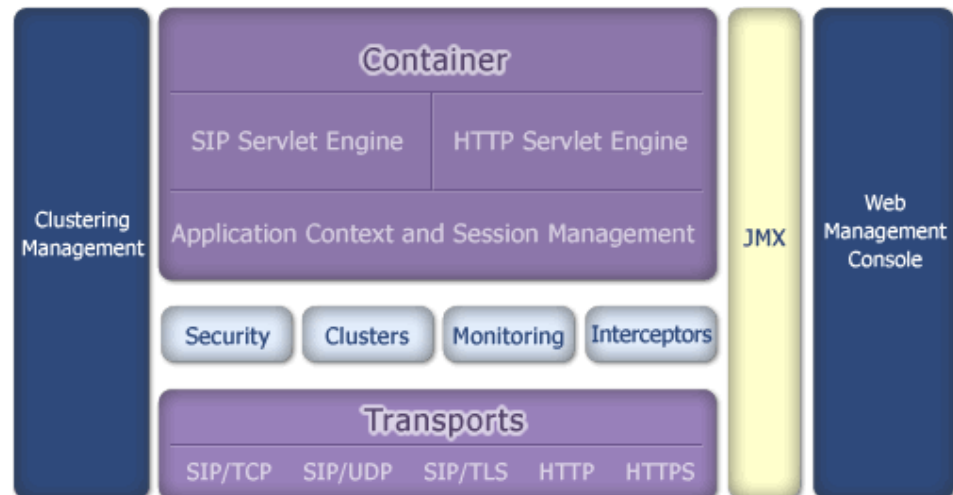 Clustering
Management
Container
SIP Servlet Engine
HTTP Servlet Engine
Application Context and Session Management
Security
Clusters
Monitoring
Interceptors
Transports
SIP/TCP SIP/UDP SIP/TLS HTTP HTTPS
JMX
Web
Management
Console